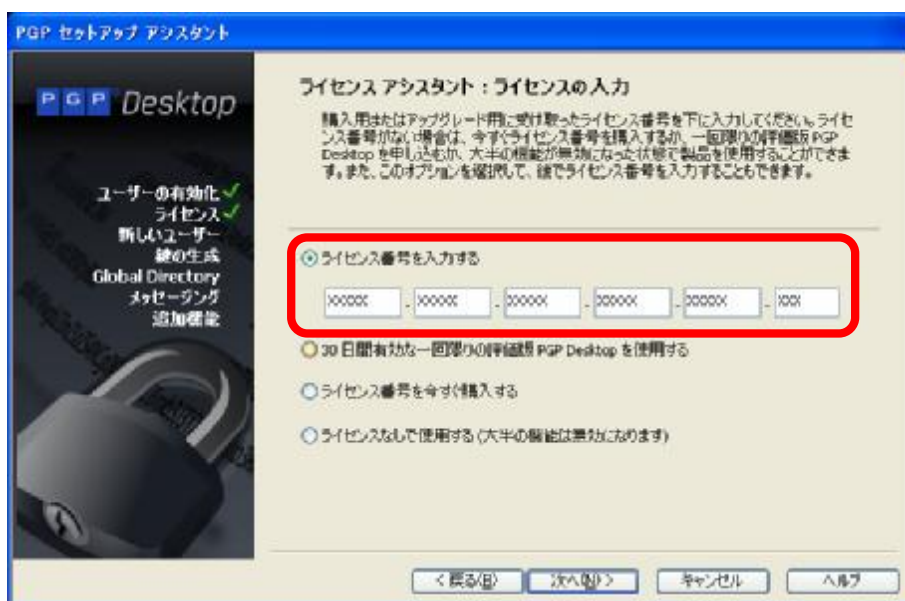 PGP セットアップ アシスタント
PGP Desktop
ユーザーの有効化
ライセンス
新しいユーザー
鍵の生成
Global Directory
メッセージング
追加機能
ライセンス アシスタント : ライセンスの入力
購入用またはアップグレード用に受け取ったライセンス番号を下に入力してください。ライセ
ンス番号がない場合は、今すぐライセンス番号を購入するか、一回限りの評価版 PGP
Desktop を申し込むか、大半の機能が無効になった状態で製品を使用することができま
す。また、このオプションを選択して、後でライセンス番号を入力することもできます。
ライセンス番号を入力する
xxxxx - xxxxx - xxxxx - xxxxx - xxxxx - xxx
30 日間有効な一回限りの評価版 PGP Desktop を使用する
ライセンス番号を今すぐ購入する
ライセンスなしで使用する (大半の機能は無効になります)
< 戻る(B) 次へ(N) > キャンセル ヘルプ